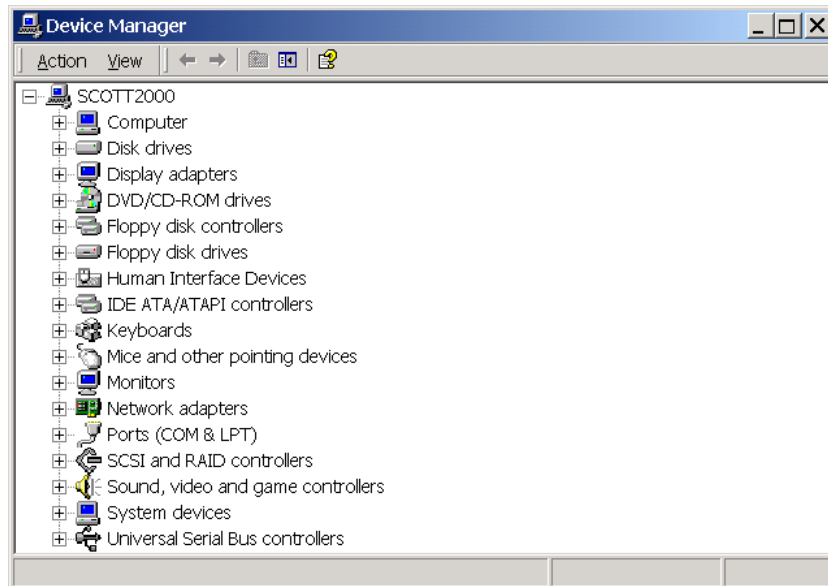 Device Manager
Action View
SCOTT2000
Computer
Disk drives
Display adapters
DVD/CD-ROM drives
Floppy disk controllers
Floppy disk drives
Human Interface Devices
IDE ATA/ATAPI controllers
Keyboards
Mice and other pointing devices
Monitors
Network adapters
Ports (COM & LPT)
SCSI and RAID controllers
Sound, video and game controllers
System devices
Universal Serial Bus controllers